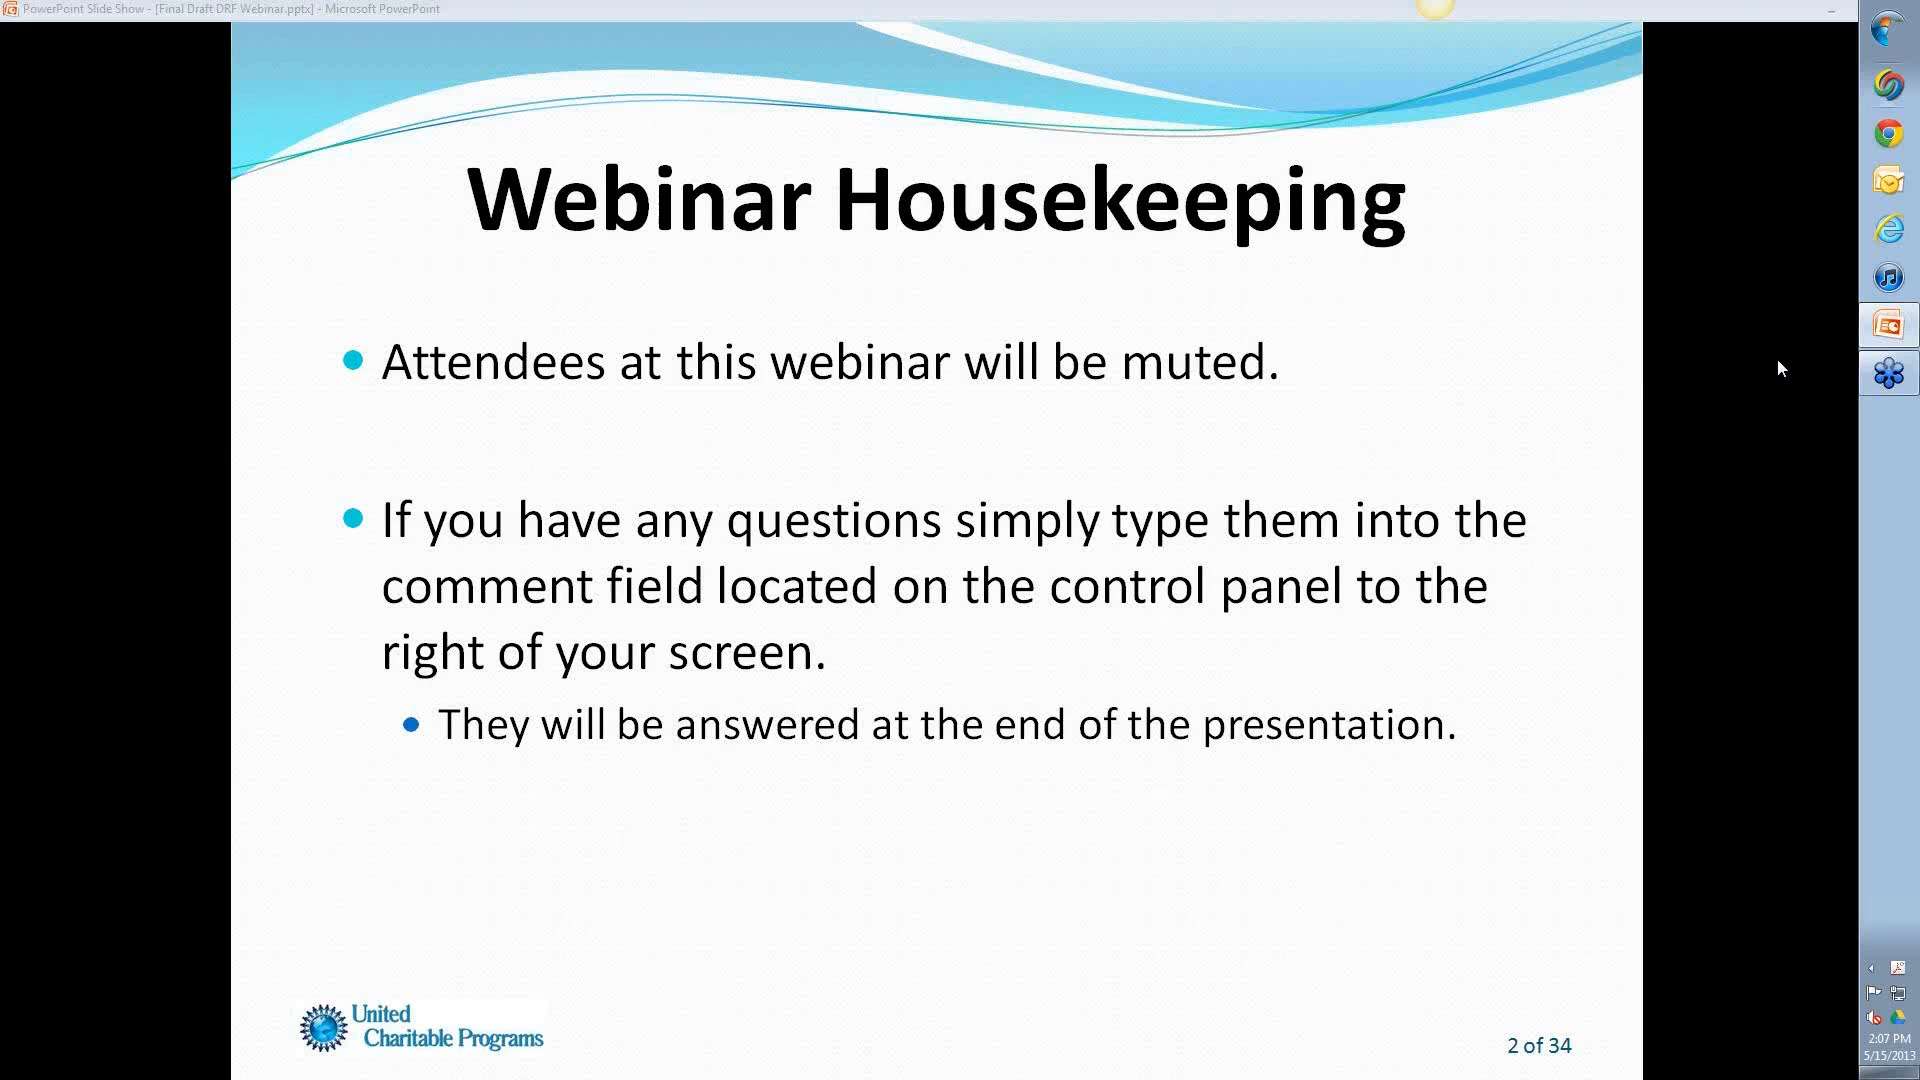 PowerPoint Slide Show - [Final Draft DRF Webinar.pptx] - Microsoft PowerPoint
Webinar Housekeeping
Attendees at this webinar will be muted.
If you have any questions simply type them into the
comment field located on the control panel to the
right of your screen.
They will be answered at the end of the presentation.
United
Charitable Programs
2 of 34
2:07 PM
5/15/2013